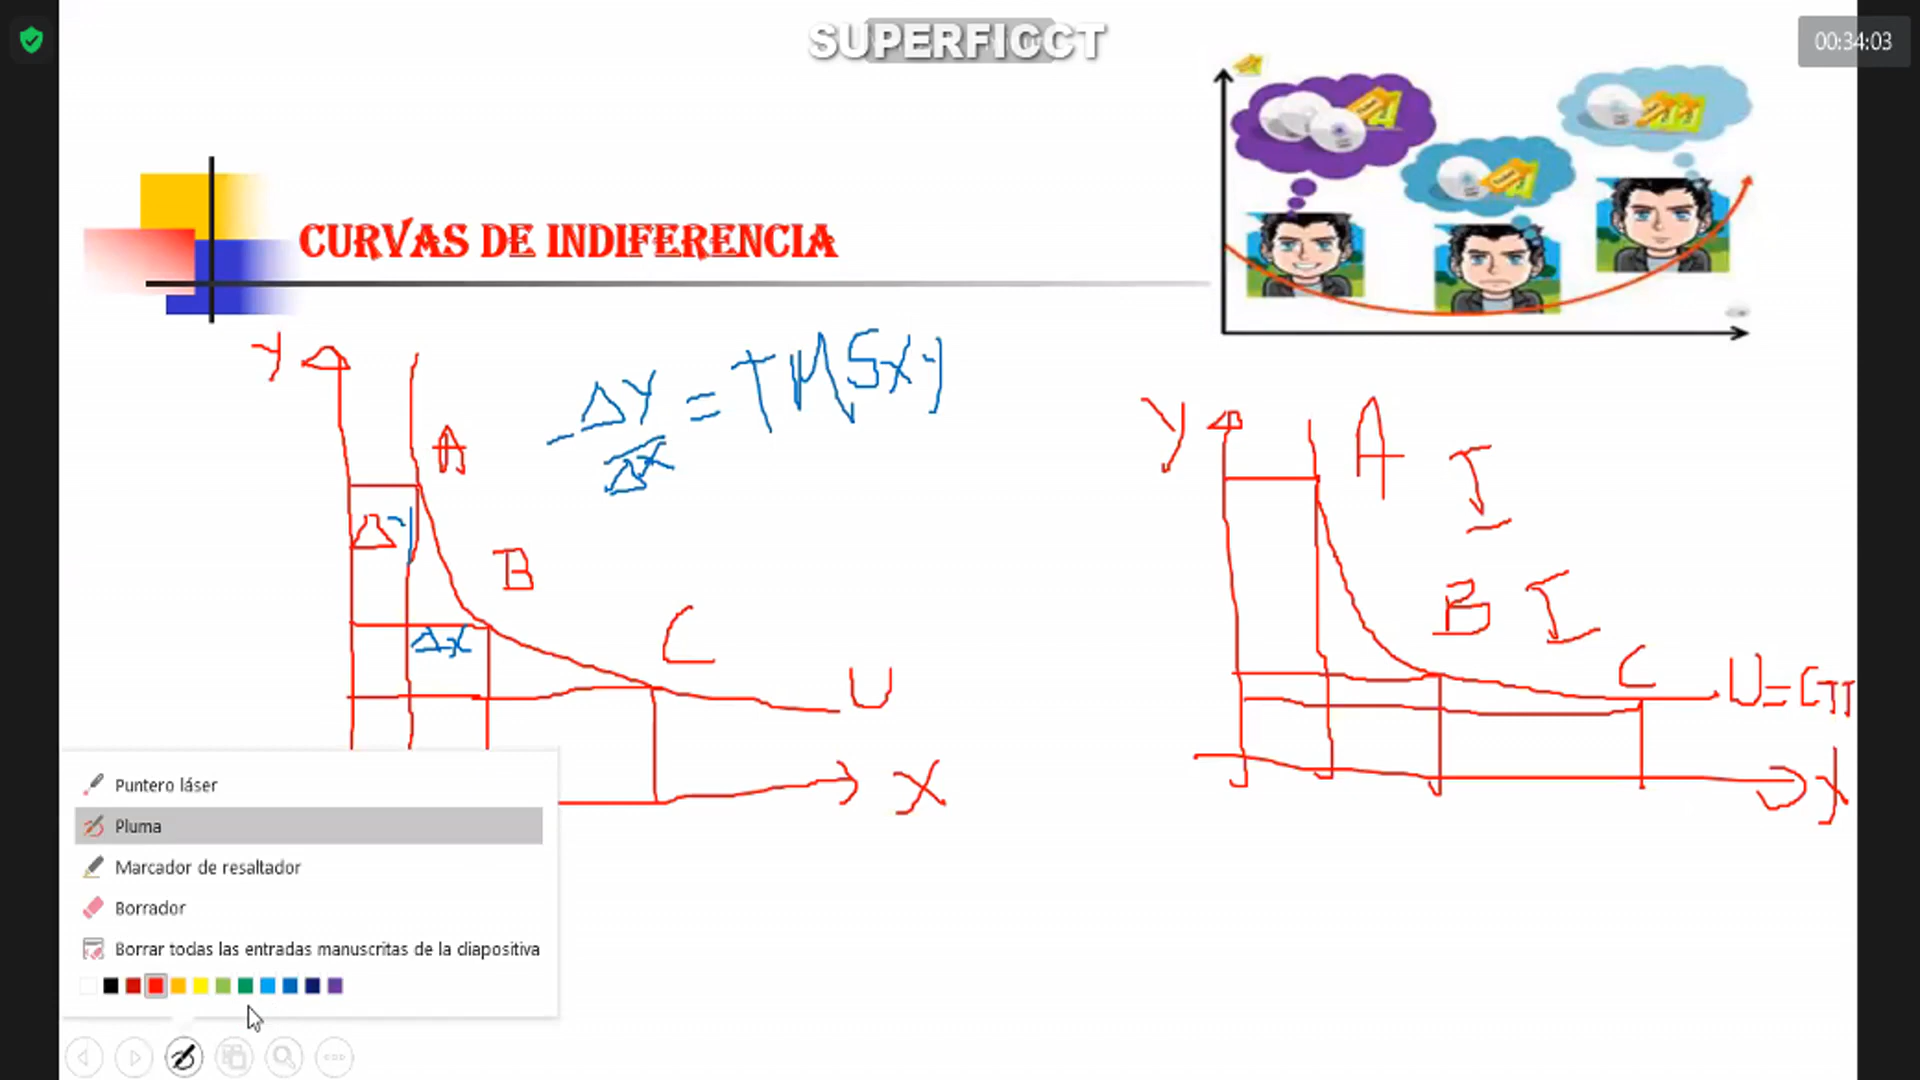 SUPERFICCT
00:34:03
CURVAS DE INDIFERENCIA
Y
A
-ΔY/ΔX = TMSxy
ΔY
B
ΔX
C
U
X
Y
A I
B I
C
U=CTT
X
Puntero láser
Pluma
Marcador de resaltador
Borrador
Borrar todas las entradas manuscritas de la diapositiva